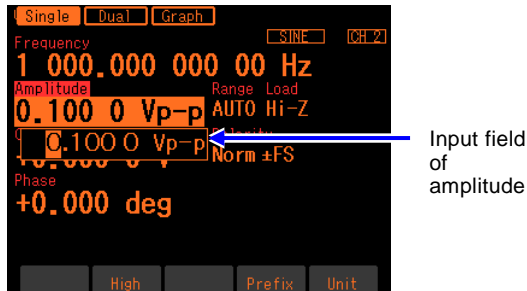 Single Dual Graph
SINE CH 2
Frequency
1 000.000 000 00 Hz
Amplitude Range Load
0.100 0 Vp-p AUTO Hi-Z
0.100 0 Vp-p
Norm ±FS
Phase
+0.000 deg
High Prefix Unit
Input field
of
amplitude